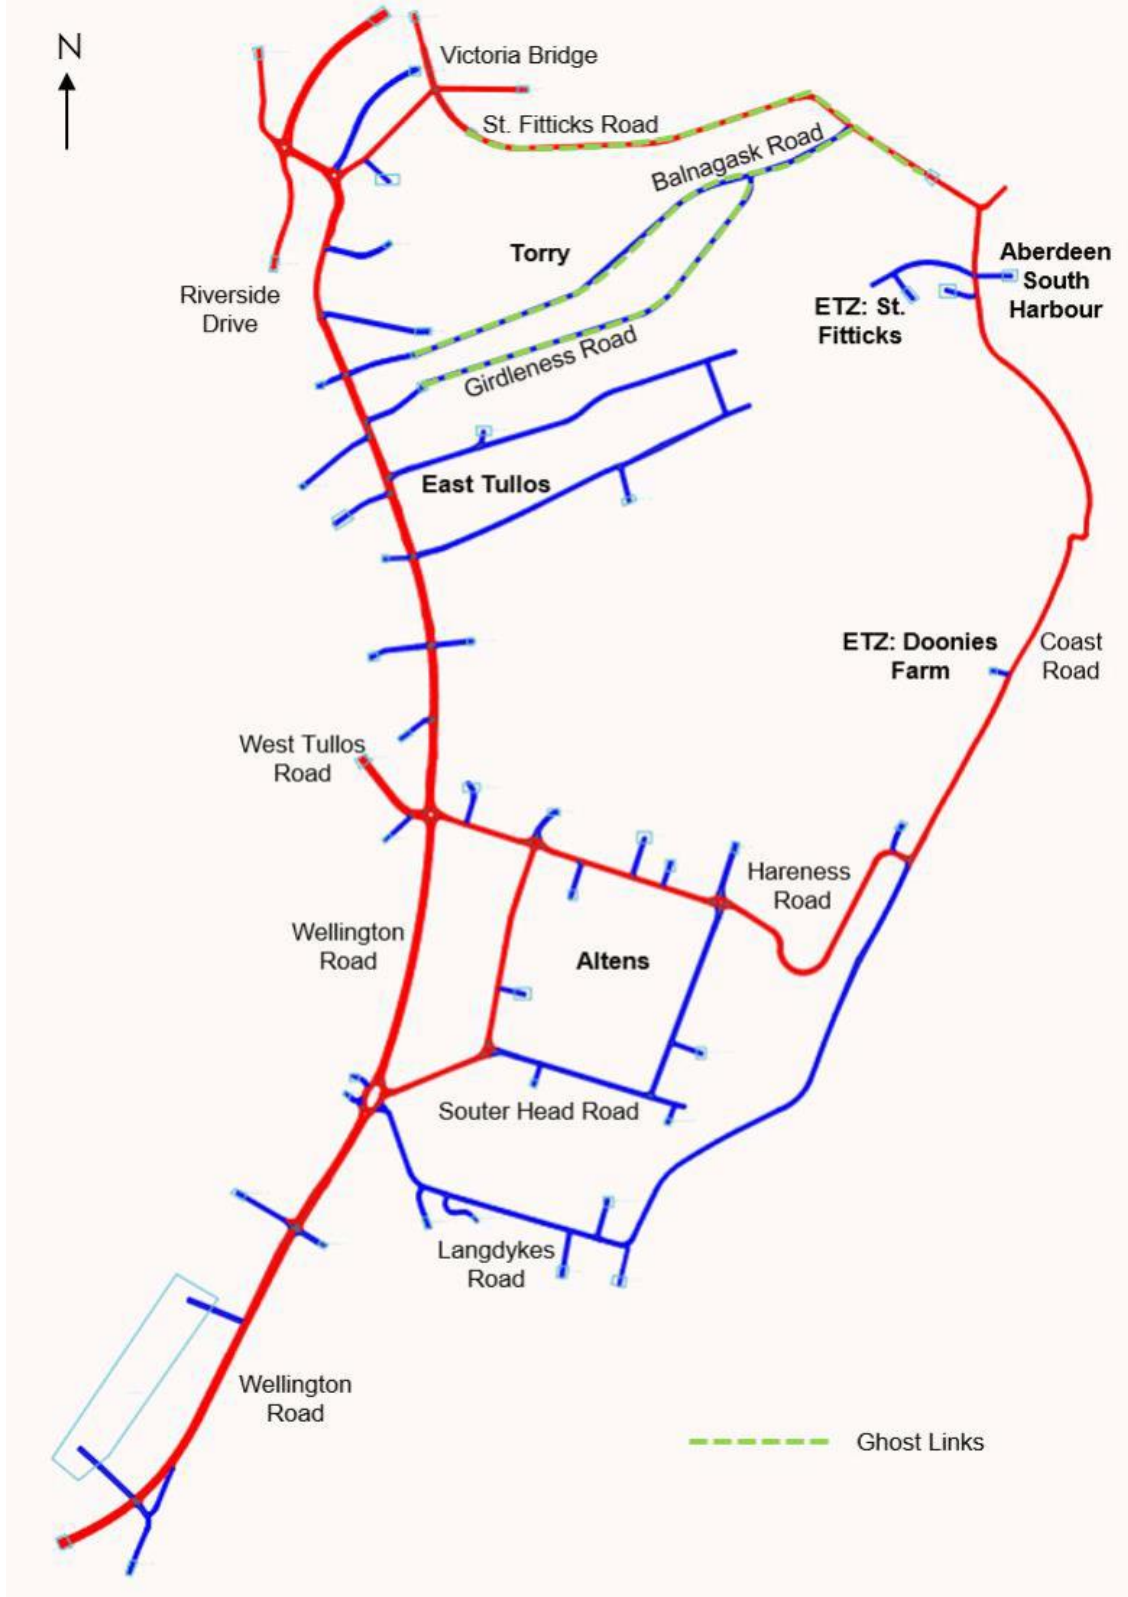 N
Victoria Bridge
St. Fitticks Road
Balnagask Road
Torry
Aberdeen
South
Harbour
Riverside
Drive
ETZ: St.
Fitticks
Girdleness Road
East Tullos
ETZ: Doonies
Farm
Coast
Road
West Tullos
Road
Hareness
Road
Wellington
Road
Altens
Souter Head Road
Langdykes
Road
Wellington
Road
Ghost Links